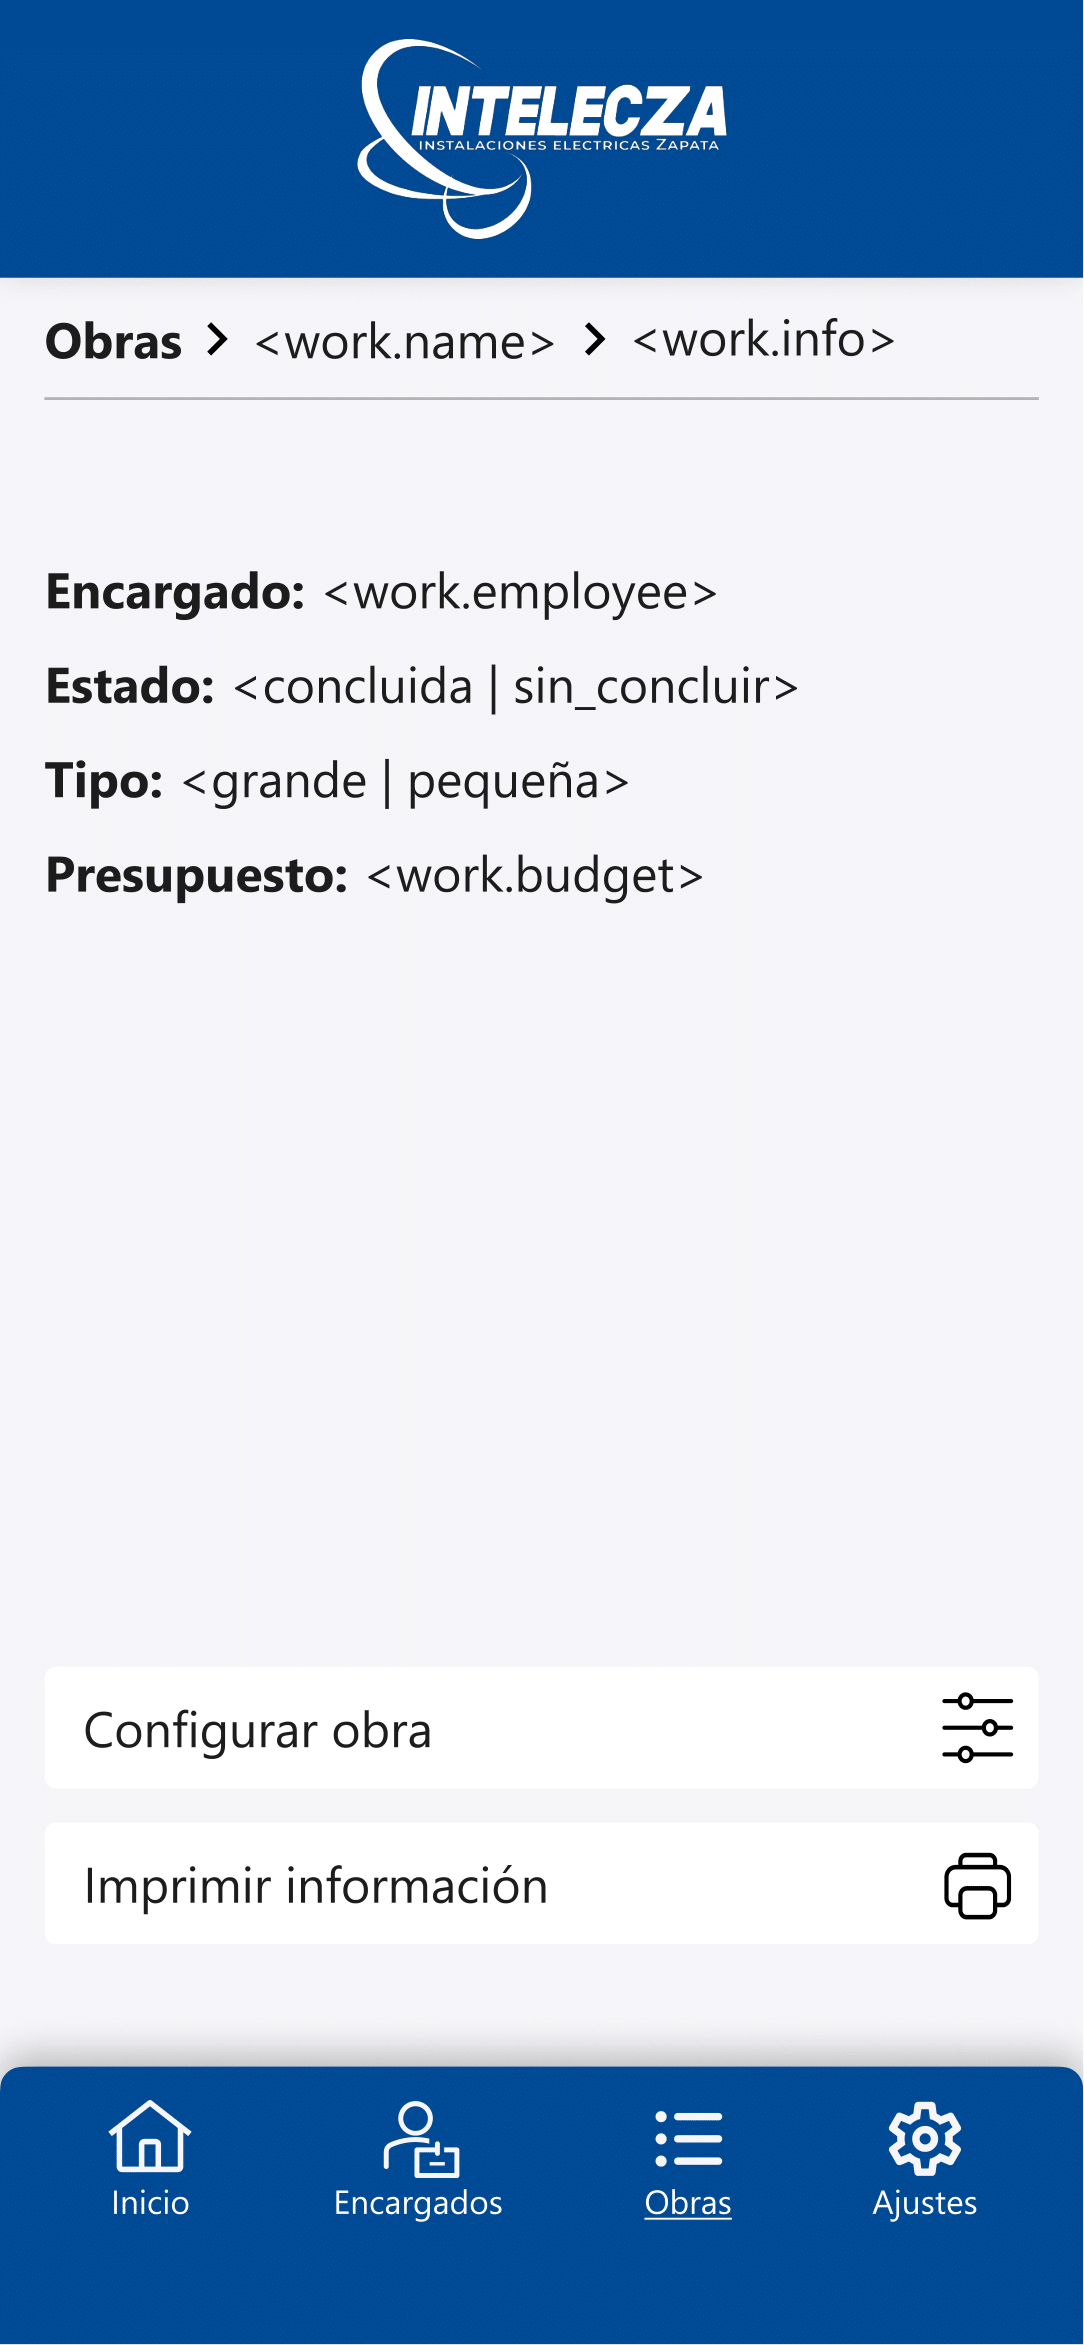 INTELECZA
INSTALACIONES ELECTRICAS ZAPATA
Obras > <work.name> > <work.info>
Encargado: <work.employee>
Estado: <concluida | sin_concluir>
Tipo: <grande | pequeña>
Presupuesto: <work.budget>
Configurar obra
Imprimir información
Inicio Encargados Obras Ajustes